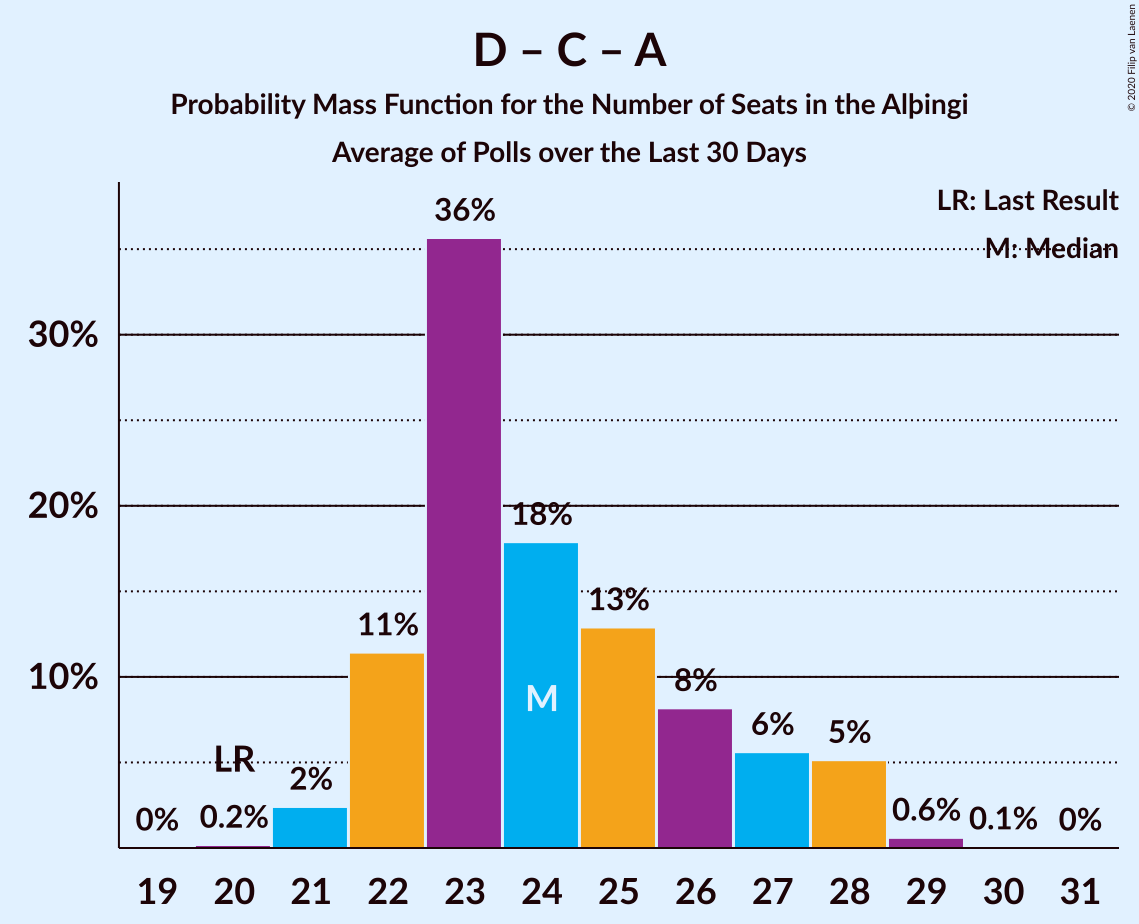 D – C – A
Probability Mass Function for the Number of Seats in the Alþingi
Average of Polls over the Last 30 Days
© 2020 Filip van Laenen
LR: Last Result
M: Median
30%
20%
10%
0%
0.2%
2%
11%
36%
18%
13%
8%
6%
5%
0.6%
0.1%
0%
LR
M
19 20 21 22 23 24 25 26 27 28 29 30 31